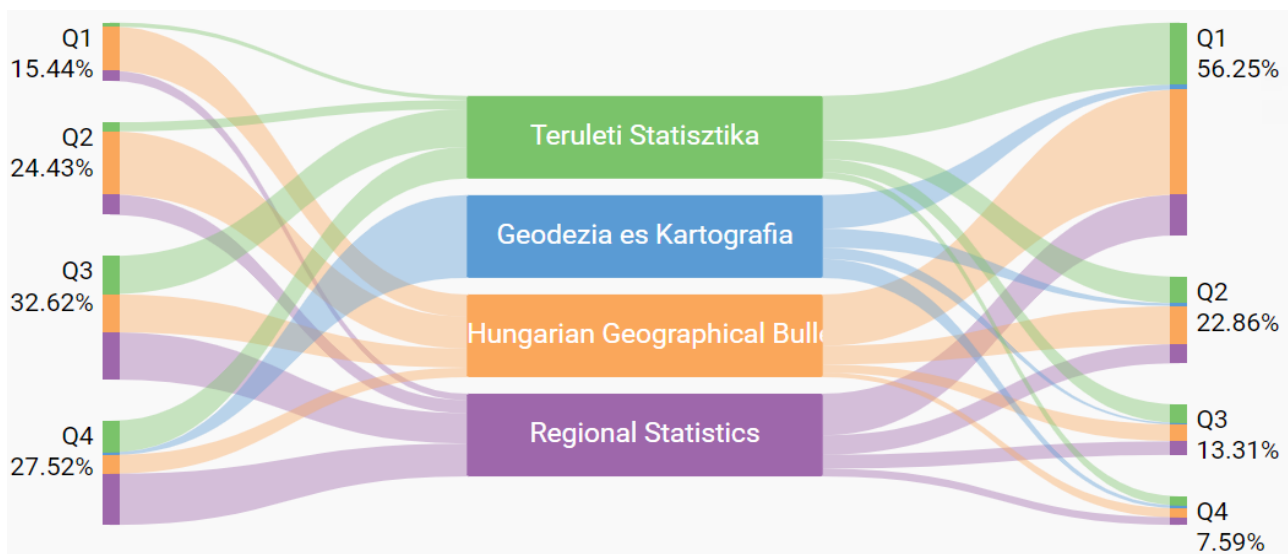 Q1
15.44%
Q2
24.43%
Q3
32.62%
Q4
27.52%
Teruleti Statisztika
Geodezia es Kartografia
Hungarian Geographical Bulle
Regional Statistics
Q1
56.25%
Q2
22.86%
Q3
13.31%
Q4
7.59%